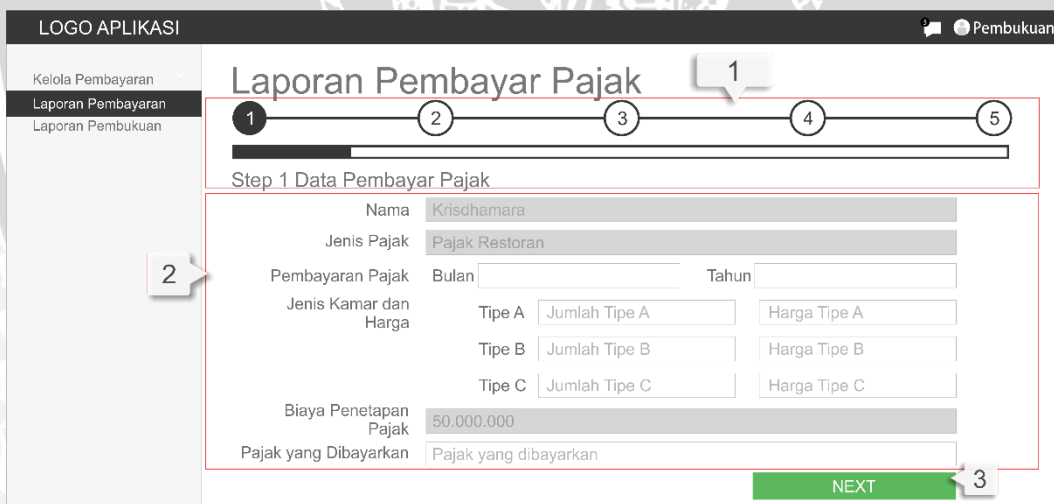 LOGO APLIKASI
Pembukuan
Kelola Pembayaran
Laporan Pembayaran
Laporan Pembukuan
Laporan Pembayar Pajak
1
1 2 3 4 5
Step 1 Data Pembayar Pajak
Nama Krisdhamara
Jenis Pajak Pajak Restoran
2
Pembayaran Pajak Bulan Tahun
Jenis Kamar dan
Harga
Tipe A Jumlah Tipe A Harga Tipe A
Tipe B Jumlah Tipe B Harga Tipe B
Tipe C Jumlah Tipe C Harga Tipe C
Biaya Penetapan
Pajak
50.000.000
Pajak yang Dibayarkan Pajak yang dibayarkan
NEXT
3